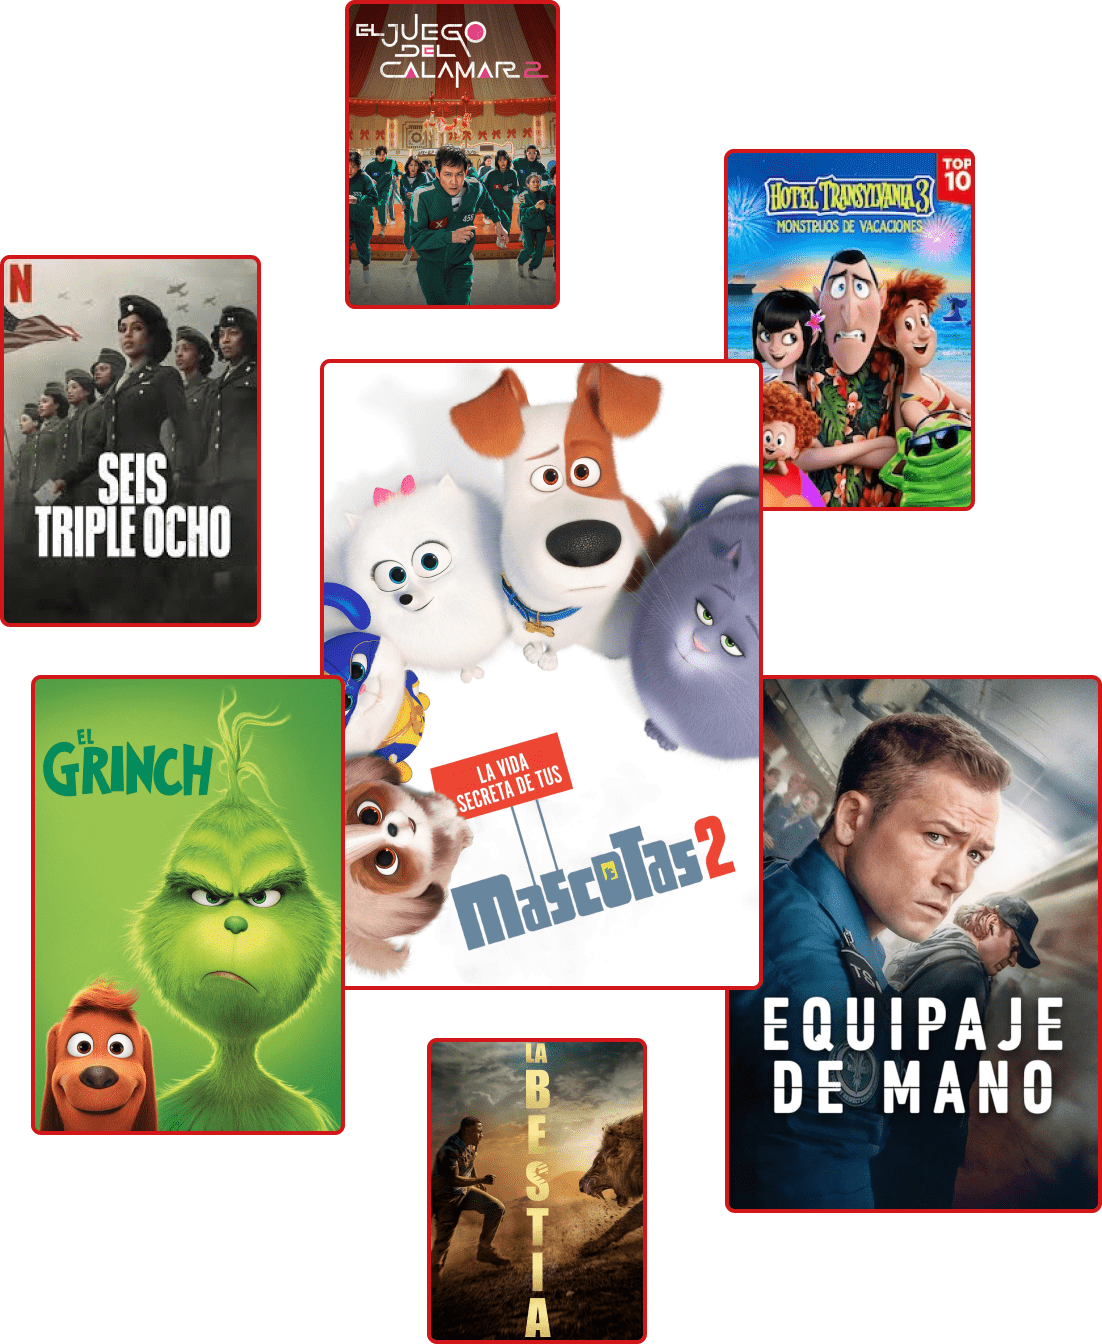 EL JUEGO
DEL
CALAMAR 2
456
TOP
10
HOTEL TRANSYLVANIA 3
MONSTRUOS DE VACACIONES
N
SEIS
TRIPLE OCHO
LA VIDA
SECRETA DE TUS
MASCOTAS 2
EL
GRINCH
EQUIPAJE
DE MANO
LA
BESTIA